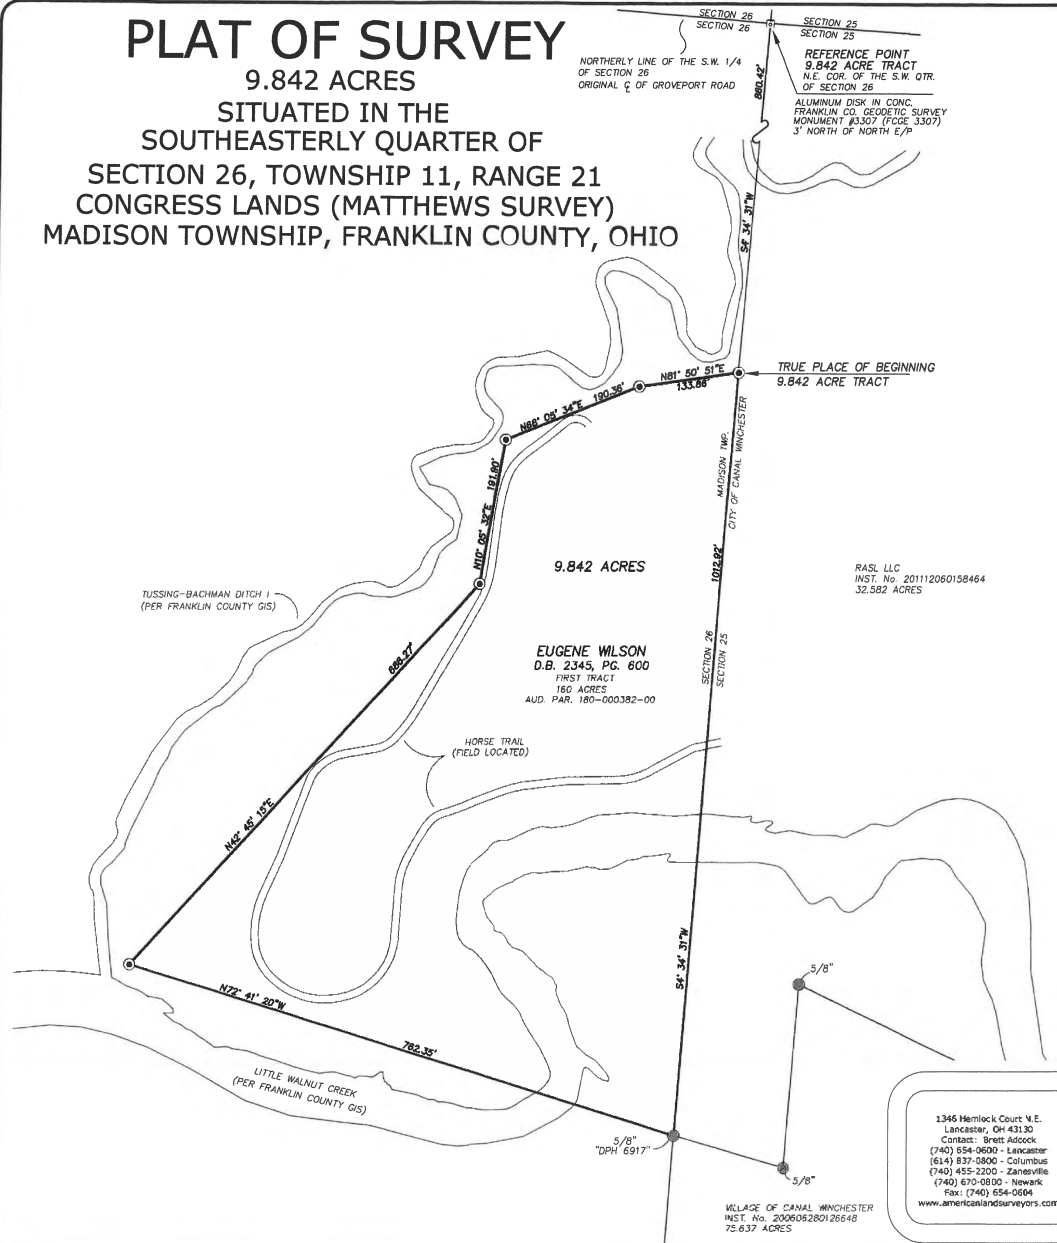 PLAT OF SURVEY
9.842 ACRES
SITUATED IN THE
SOUTHEASTERLY QUARTER OF
SECTION 26, TOWNSHIP 11, RANGE 21
CONGRESS LANDS (MATTHEWS SURVEY)
MADISON TOWNSHIP, FRANKLIN COUNTY, OHIO
SECTION 26
SECTION 26
SECTION 25
SECTION 25
NORTHERLY LINE OF THE S.W. 1/4
OF SECTION 26
ORIGINAL ℄ OF GROVEPORT ROAD
REFERENCE POINT
9.842 ACRE TRACT
N.E. COR. OF THE S.W. QTR.
OF SECTION 26
ALUMINUM DISK IN CONC.
FRANKLIN CO. GEODETIC SURVEY
MONUMENT #3307 (FCGE 3307)
3' NORTH OF NORTH E/P
860.42'
S4° 34' 31"W
TRUE PLACE OF BEGINNING
9.842 ACRE TRACT
N81° 50' 51"E
133.86'
N66° 05' 34"E 190.36'
N10° 05' 32"E 191.80'
MADISON TWP.
CITY OF CANAL WINCHESTER
1012.92'
9.842 ACRES
RASL LLC
INST. No. 201112060158464
32.582 ACRES
TUSSING-BACHMAN DITCH 1
(PER FRANKLIN COUNTY GIS)
EUGENE WILSON
D.B. 2345, PG. 600
FIRST TRACT
160 ACRES
AUD. PAR. 180-000382-00
SECTION 26
SECTION 25
688.27'
N42° 45' 15"E
HORSE TRAIL
(FIELD LOCATED)
S4° 34' 31"W
5/8"
N72° 41' 20"W
762.35'
LITTLE WALNUT CREEK
(PER FRANKLIN COUNTY GIS)
5/8"
"DPH 6917"
5/8"
VILLAGE OF CANAL WINCHESTER
INST. No. 200606280126648
75.637 ACRES
1346 Hemlock Court N.E.
Lancaster, OH 43130
Contact: Brett Adcock
(740) 654-0600 - Lancaster
(614) 837-0800 - Columbus
(740) 455-2200 - Zanesville
(740) 670-0800 - Newark
Fax: (740) 654-0604
www.americanlandsurveyors.com